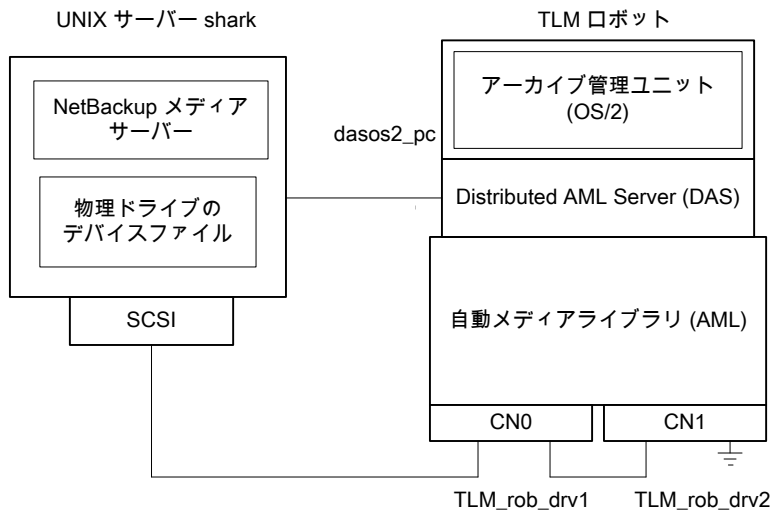 UNIX サーバー shark
TLM ロボット
NetBackup メディア
サーバー
物理ドライブの
デバイスファイル
SCSI
dasos2_pc
アーカイブ管理ユニット
(OS/2)
Distributed AML Server (DAS)
自動メディアライブラリ (AML)
CN0
CN1
TLM_rob_drv1
TLM_rob_drv2